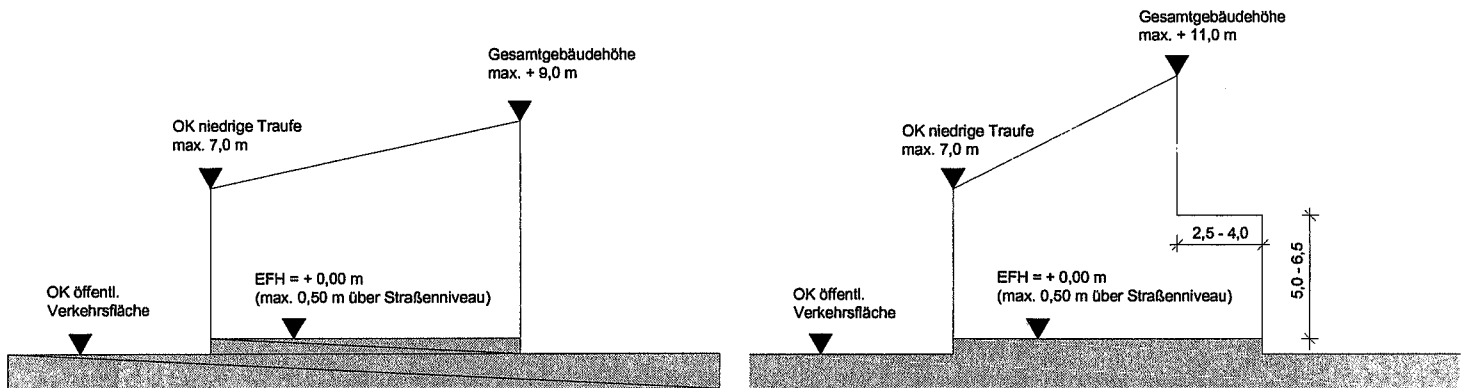 Gesamtgebäudehöhe
max. + 9,0 m
OK niedrige Traufe
max. 7,0 m
EFH = + 0,00 m
(max. 0,50 m über Straßenniveau)
OK öffentl.
Verkehrsfläche
Gesamtgebäudehöhe
max. + 11,0 m
OK niedrige Traufe
max. 7,0 m
2,5 - 4,0
5,0 - 6,5
EFH = + 0,00 m
(max. 0,50 m über Straßenniveau)
OK öffentl.
Verkehrsfläche